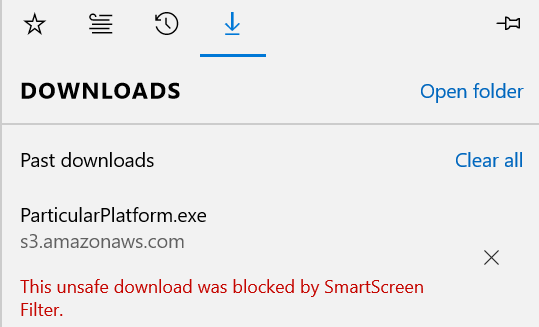 DOWNLOADS
Open folder
Past downloads
Clear all
ParticularPlatform.exe
s3.amazonaws.com
This unsafe download was blocked by SmartScreen
Filter.